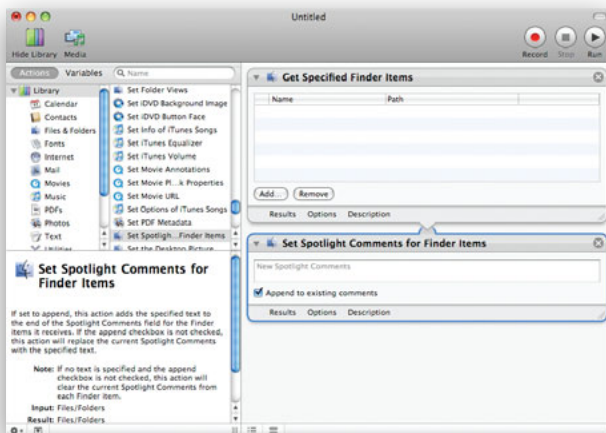 Untitled
Hide Library Media
Record Stop Run
Actions Variables Name
Library
Calendar
Contacts
Files & Folders
Fonts
Internet
Mail
Movies
Music
PDFs
Photos
Text
Utilities
Set Folder Views
Set iDVD Background Image
Set iDVD Button Face
Set Info of iTunes Songs
Set iTunes Equalizer
Set iTunes Volume
Set Movie Annotations
Set Movie Pl...k Properties
Set Movie URL
Set Options of iTunes Songs
Set PDF Metadata
Set Spotligh...Finder Items
Set the Desktop Picture
Set Spotlight Comments for
Finder Items
If set to append, this action adds the specified text to
the end of the Spotlight Comments field for the Finder
items it receives. If the append checkbox is not checked,
this action will replace the current Spotlight Comments
with the specified text.
Note: If no text is specified and the append
checkbox is not checked, this action will
clear the current Spotlight Comments from
each Finder item.
Input: Files/Folders
Result: Files/Folders
Get Specified Finder Items
Name Path
Add... Remove
Results Options Description
Set Spotlight Comments for Finder Items
New Spotlight Comments
Append to existing comments
Results Options Description